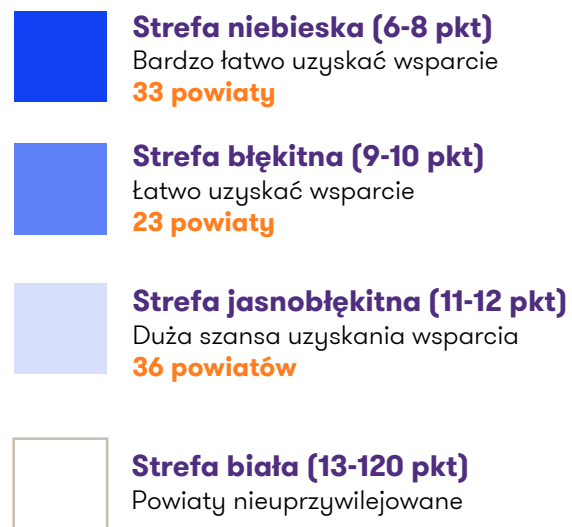 Strefa niebieska (6-8 pkt)
Bardzo łatwo uzyskać wsparcie
33 powiaty
Strefa błękitna (9-10 pkt)
Łatwo uzyskać wsparcie
23 powiaty
Strefa jasnobłękitna (11-12 pkt)
Duża szansa uzyskania wsparcia
36 powiatów
Strefa biała (13-120 pkt)
Powiaty nieuprzywilejowane